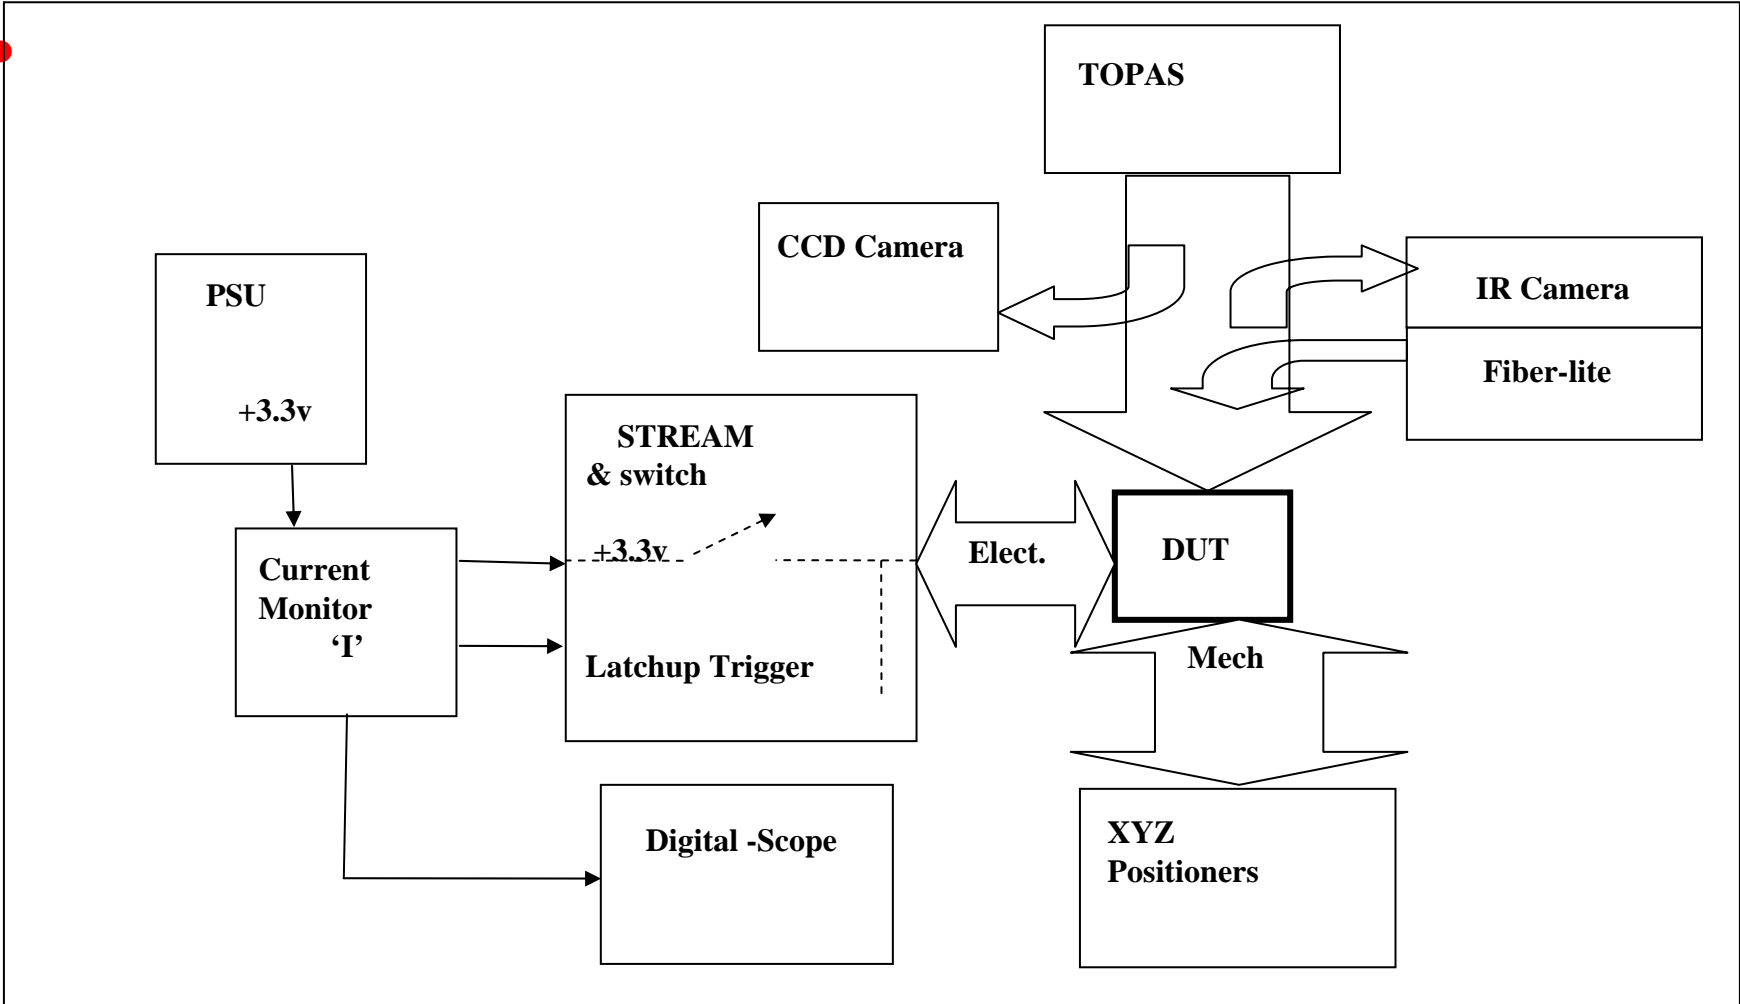 TOPAS
CCD Camera
IR Camera
Fiber-lite
PSU
+3.3v
STREAM
& switch
+3.3v
Latchup Trigger
Current
Monitor
‘I’
Elect.
DUT
Mech
Digital -Scope
XYZ
Positioners